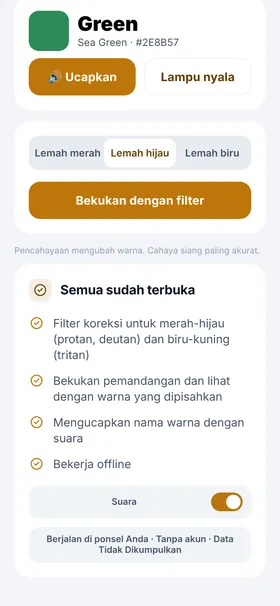 Green
Sea Green · #2E8B57
🔊 Ucapkan
Lampu nyala
Lemah merah
Lemah hijau
Lemah biru
Bekukan dengan filter
Pencahayaan mengubah warna. Cahaya siang paling akurat.
Semua sudah terbuka
Filter koreksi untuk merah-hijau
(protan, deutan) dan biru-kuning
(tritan)
Bekukan pemandangan dan lihat
dengan warna yang dipisahkan
Mengucapkan nama warna dengan
suara
Bekerja offline
Suara
Berjalan di ponsel Anda · Tanpa akun · Data
Tidak Dikumpulkan